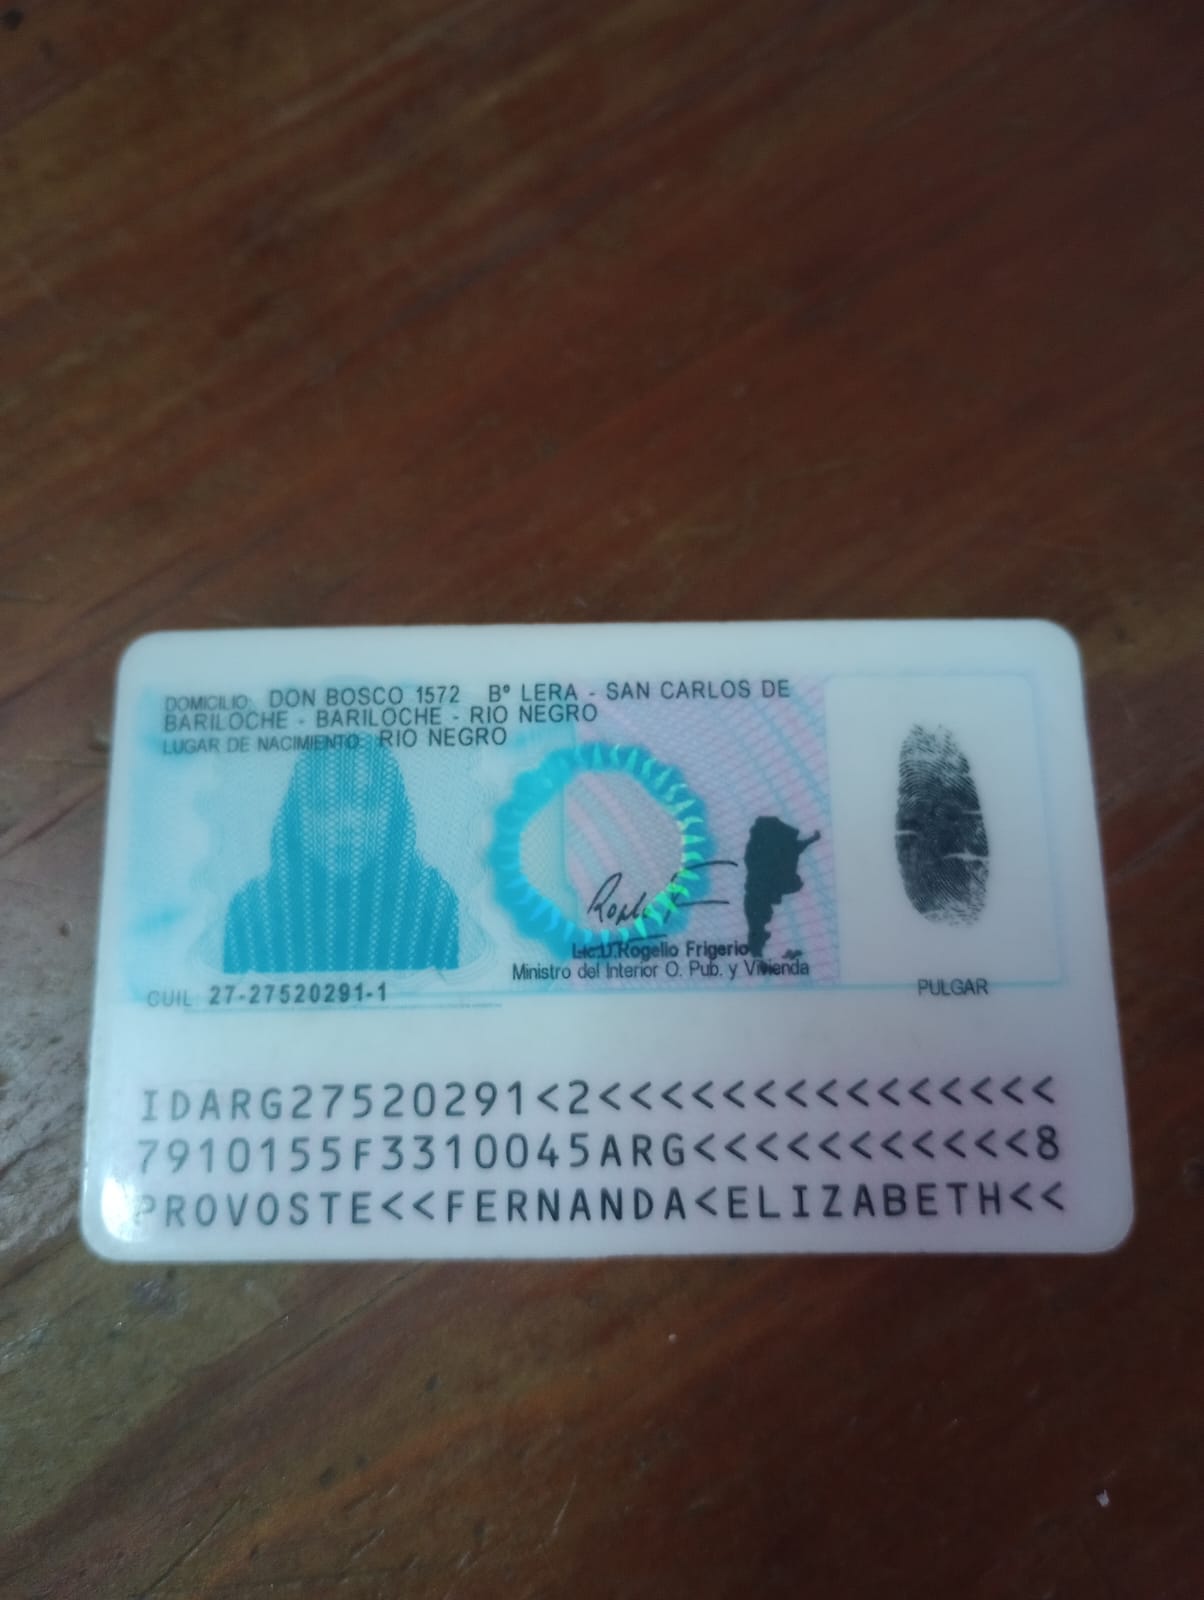 DOMICILIO: DON BOSCO 1572 Bº LERA - SAN CARLOS DE
BARILOCHE - BARILOCHE - RIO NEGRO
LUGAR DE NACIMIENTO: RIO NEGRO
Lic. Rogelio Frigerio
Ministro del Interior O. Pub. y Vivienda
CUIL: 27-27520291-1
PULGAR
IDARG27520291<2<<<<<<<<<<<<<<<
7910155F3310045ARG<<<<<<<<<<<8
PROVOSTE<<FERNANDA<ELIZABETH<<